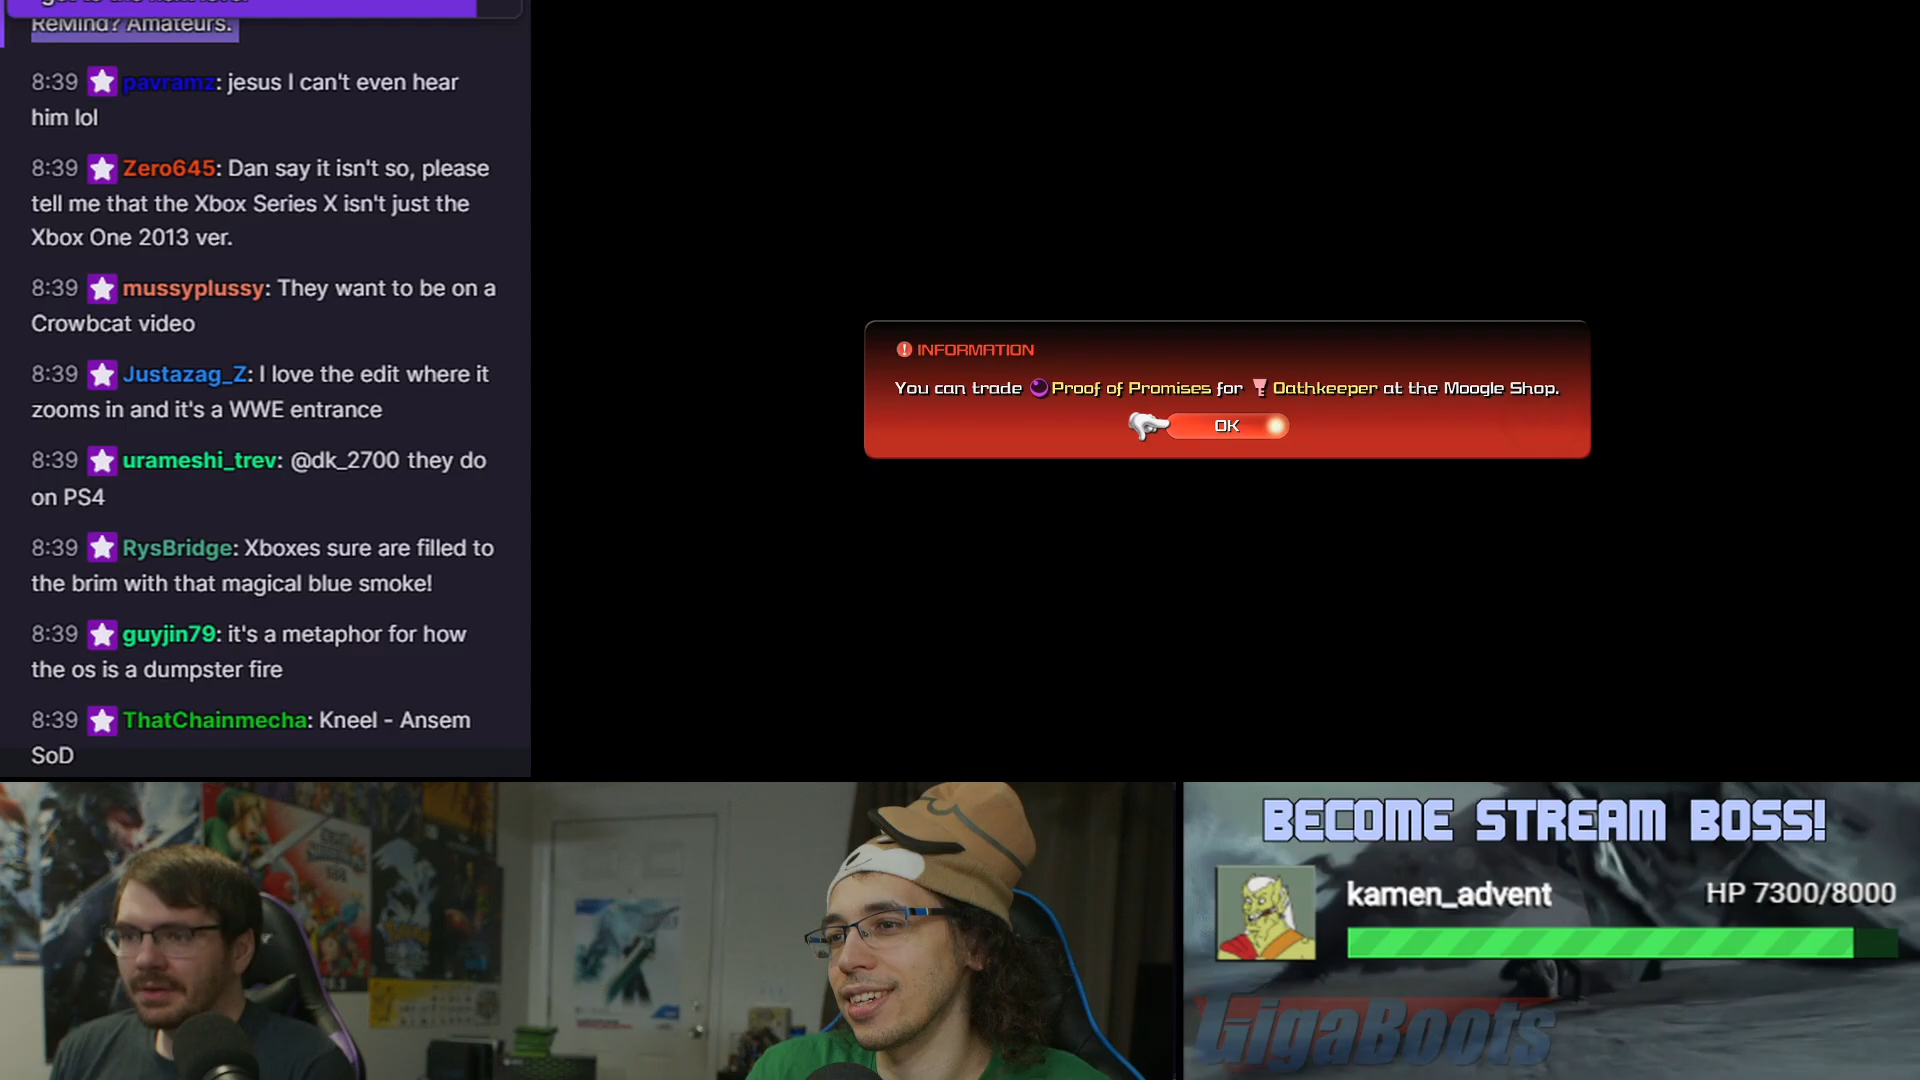 ReMind? Amateurs.
8:39 pavramz: jesus I can't even hear
him lol
8:39 Zero645: Dan say it isn't so, please
tell me that the Xbox Series X isn't just the
Xbox One 2013 ver.
8:39 mussyplussy: They want to be on a
Crowbcat video
8:39 Justazag_Z: I love the edit where it
zooms in and it's a WWE entrance
8:39 urameshi_trev: @dk_2700 they do
on PS4
8:39 RysBridge: Xboxes sure are filled to
the brim with that magical blue smoke!
8:39 guyjin79: it's a metaphor for how
the os is a dumpster fire
8:39 ThatChainmecha: Kneel - Ansem
SoD
INFORMATION
You can trade Proof of Promises for Oathkeeper at the Moogle Shop.
OK
BECOME STREAM BOSS!
kamen_advent HP 7300/8000
GigaBoots